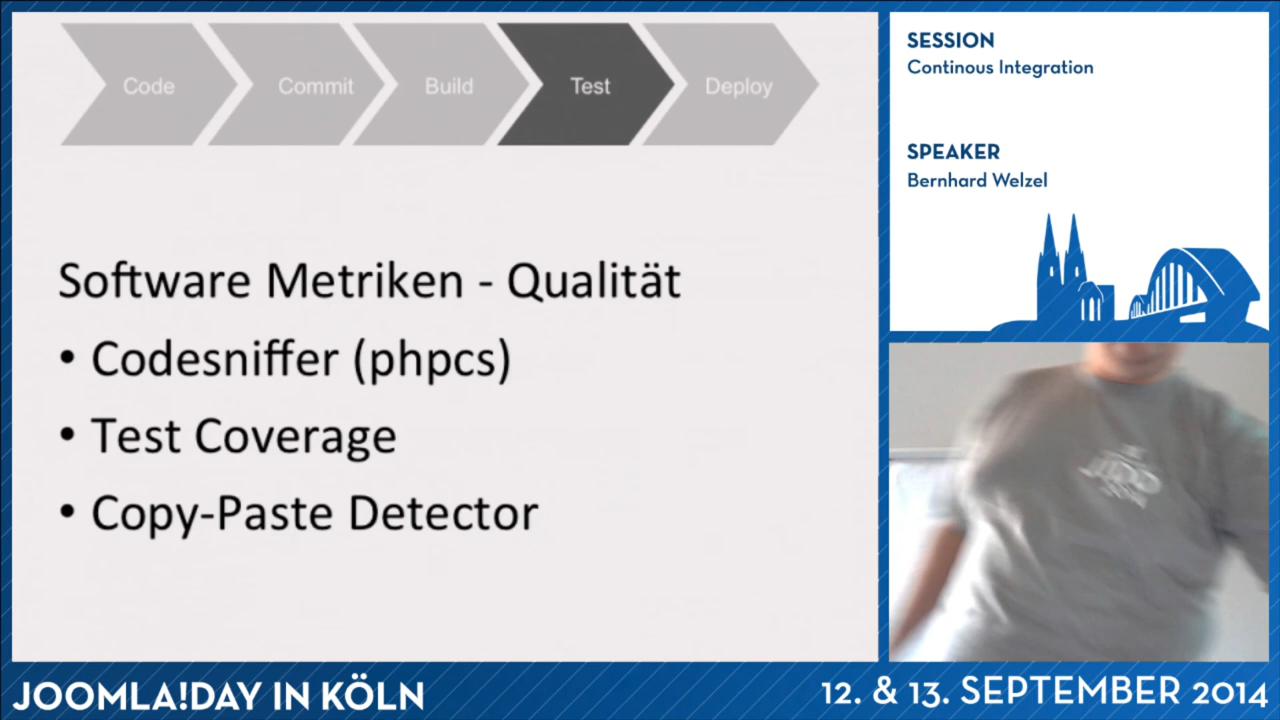 Code
Commit
Build
Test
Deploy
Software Metriken - Qualität
• Codesniffer (phpcs)
• Test Coverage
• Copy-Paste Detector
SESSION
Continous Integration
SPEAKER
Bernhard Welzel
JOOMLA!DAY IN KÖLN
12. & 13. SEPTEMBER 2014